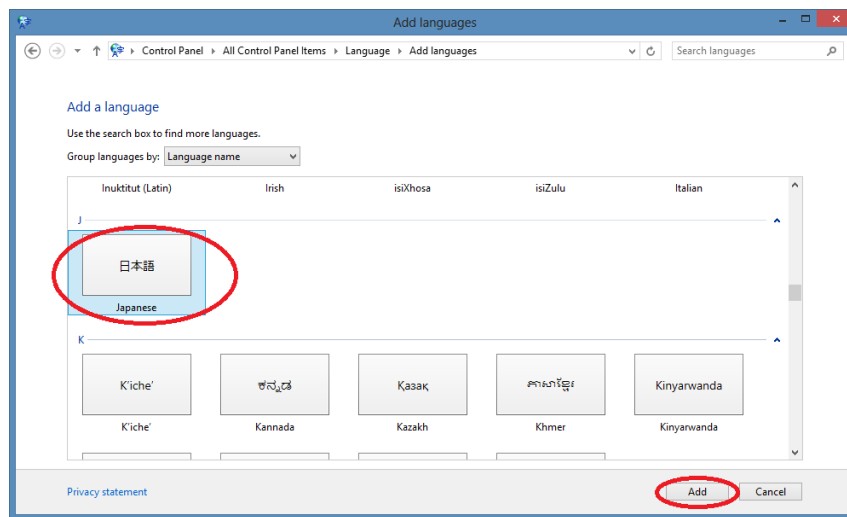 Add languages
Control Panel All Control Panel Items Language Add languages Search languages
Add a language
Use the search box to find more languages.
Group languages by: Language name
Inuktitut (Latin) Irish isiXhosa isiZulu Italian
J
日本語
Japanese
K
K'iche' ಕನ್ನಡ Қазақ ភាសាខ្មែរ Kinyarwanda
K'iche' Kannada Kazakh Khmer Kinyarwanda
Privacy statement Add Cancel